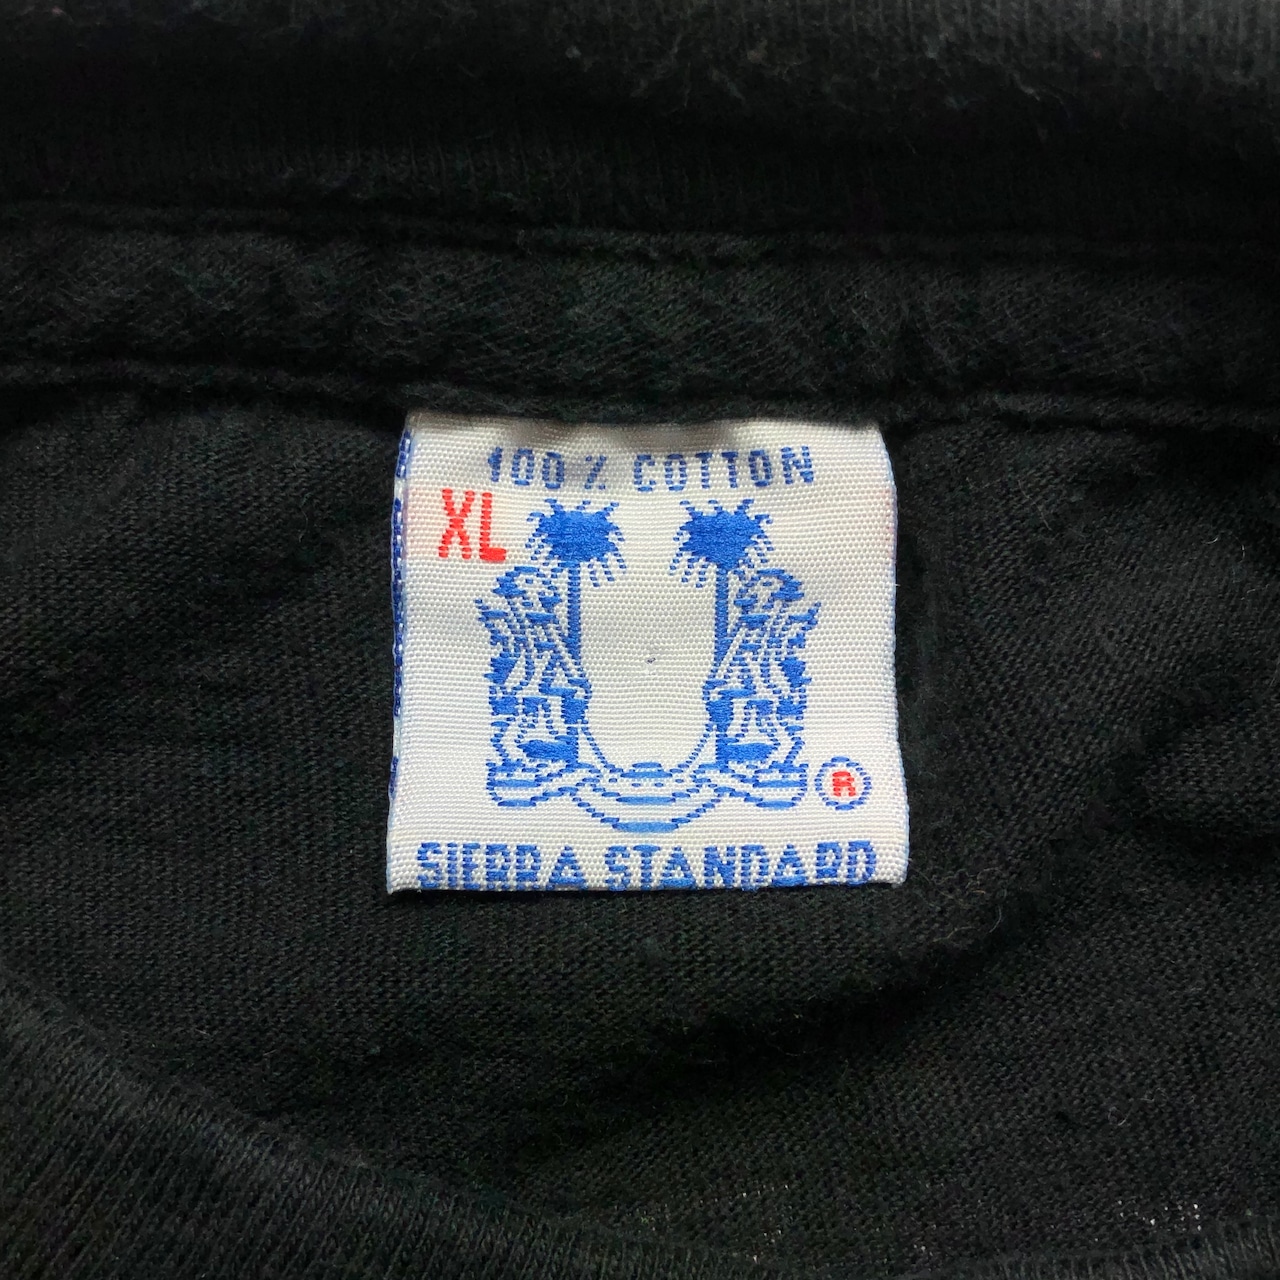 100% COTTON
XL
®
SIERRA STANDARD